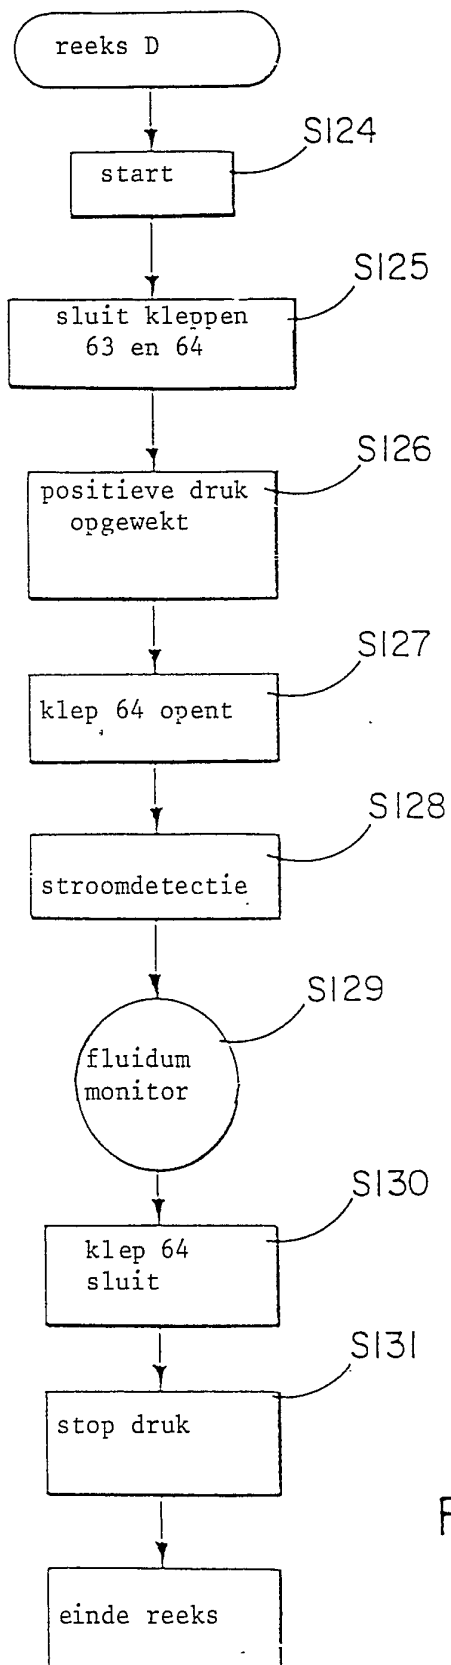 reeks D
S124
start
S125
sluit kleppen
63 en 64
S126
positieve druk
opgewekt
S127
klep 64 opent
S128
stroomdetectie
S129
fluidum
monitor
S130
klep 64
sluit
S131
stop druk
F
einde reeks